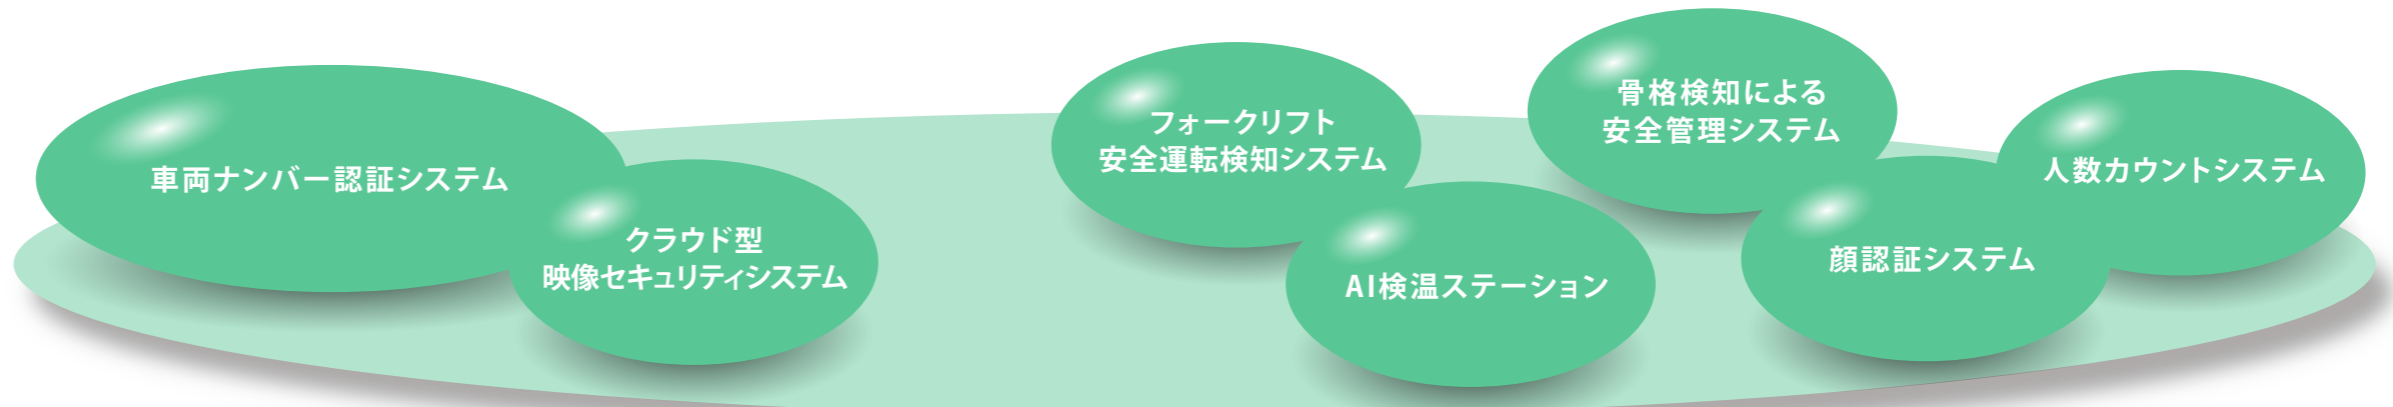 車両ナンバー認証システム
クラウド型
映像セキュリティシステム
フォークリフト
安全運転検知システム
AI検温ステーション
骨格検知による
安全管理システム
顔認証システム
人数カウントシステム